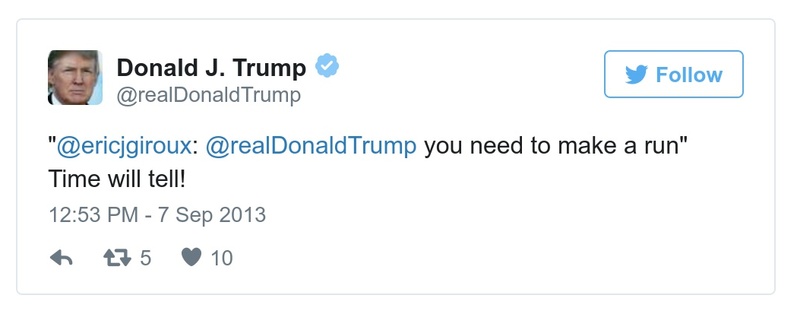 Donald J. Trump
@realDonaldTrump
Follow
"@ericjgiroux: @realDonaldTrump you need to make a run"
Time will tell!
12:53 PM - 7 Sep 2013
5 10